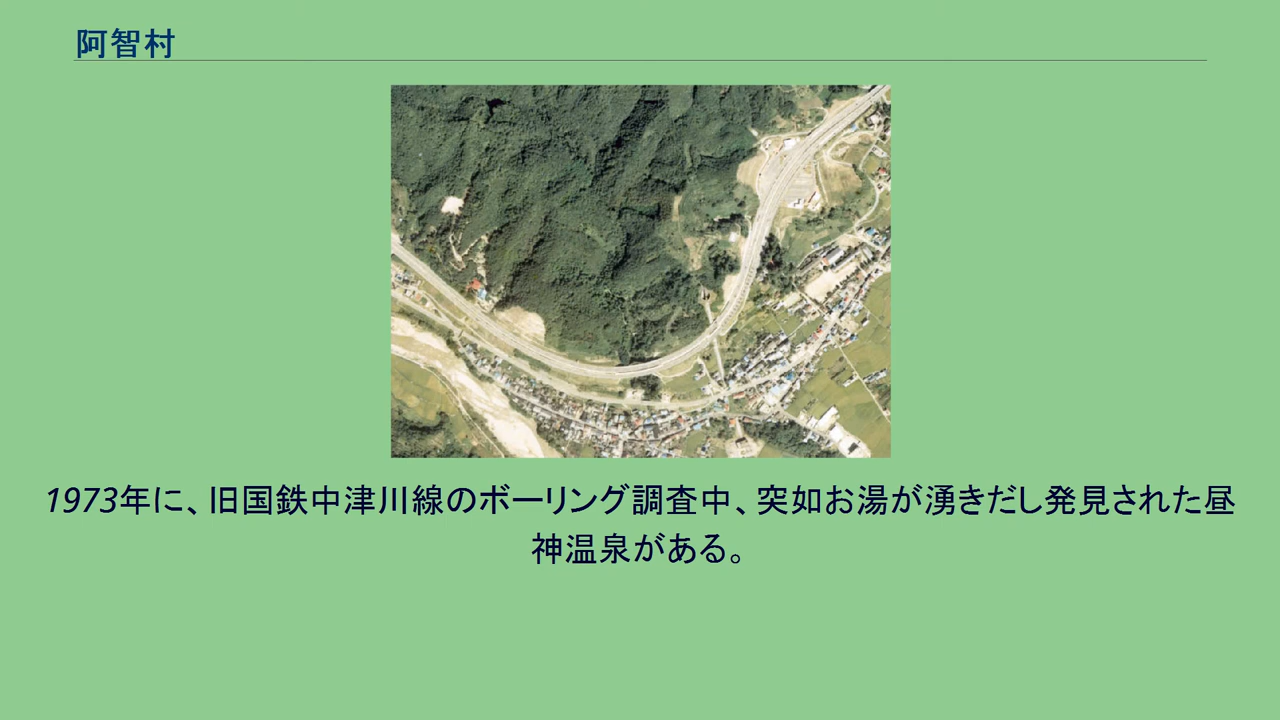 阿智村
1973年に、旧国鉄中津川線のボーリング調査中、突如お湯が湧きだし発見された昼
神温泉がある。